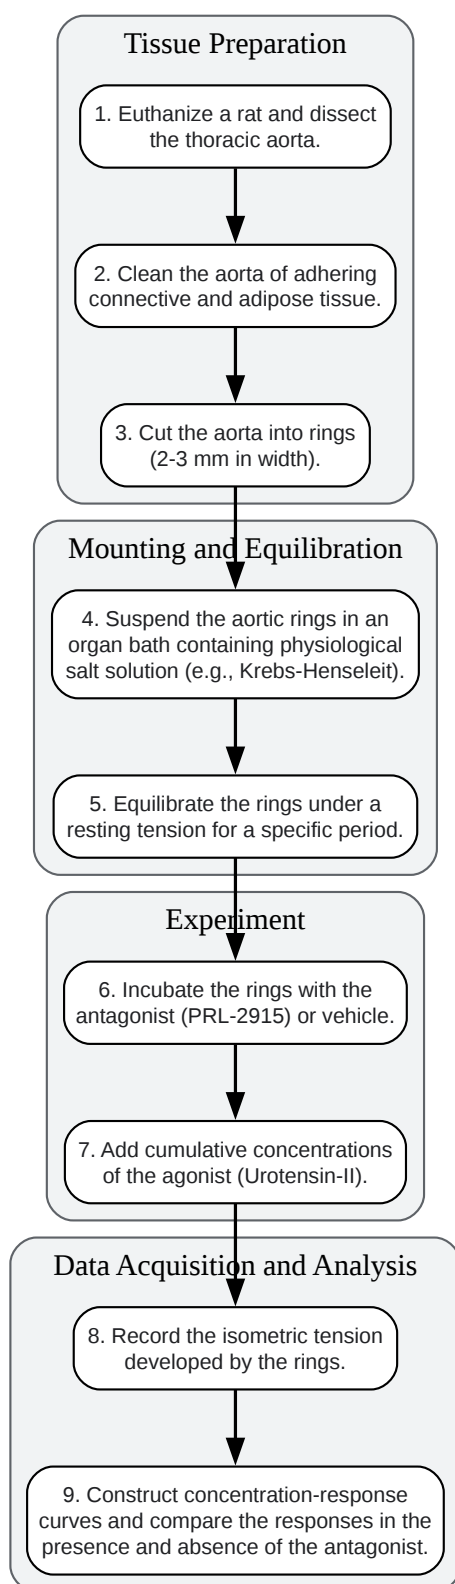 Tissue Preparation
1. Euthanize a rat and dissect
the thoracic aorta.
2. Clean the aorta of adhering
connective and adipose tissue.
3. Cut the aorta into rings
(2-3 mm in width).
Mounting and Equilibration
4. Suspend the aortic rings in an
organ bath containing physiological
salt solution (e.g., Krebs-Henseleit).
5. Equilibrate the rings under a
resting tension for a specific period.
Experiment
6. Incubate the rings with the
antagonist (PRL-2915) or vehicle.
7. Add cumulative concentrations
of the agonist (Urotensin-II).
Data Acquisition and Analysis
8. Record the isometric tension
developed by the rings.
9. Construct concentration-response
curves and compare the responses in the
presence and absence of the antagonist.